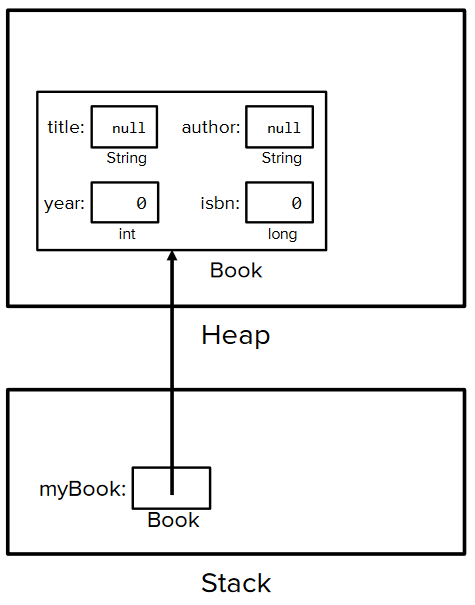 title: null author: null
String String
year: 0 isbn: 0
int long
Book
Heap
myBook:
Book
Stack